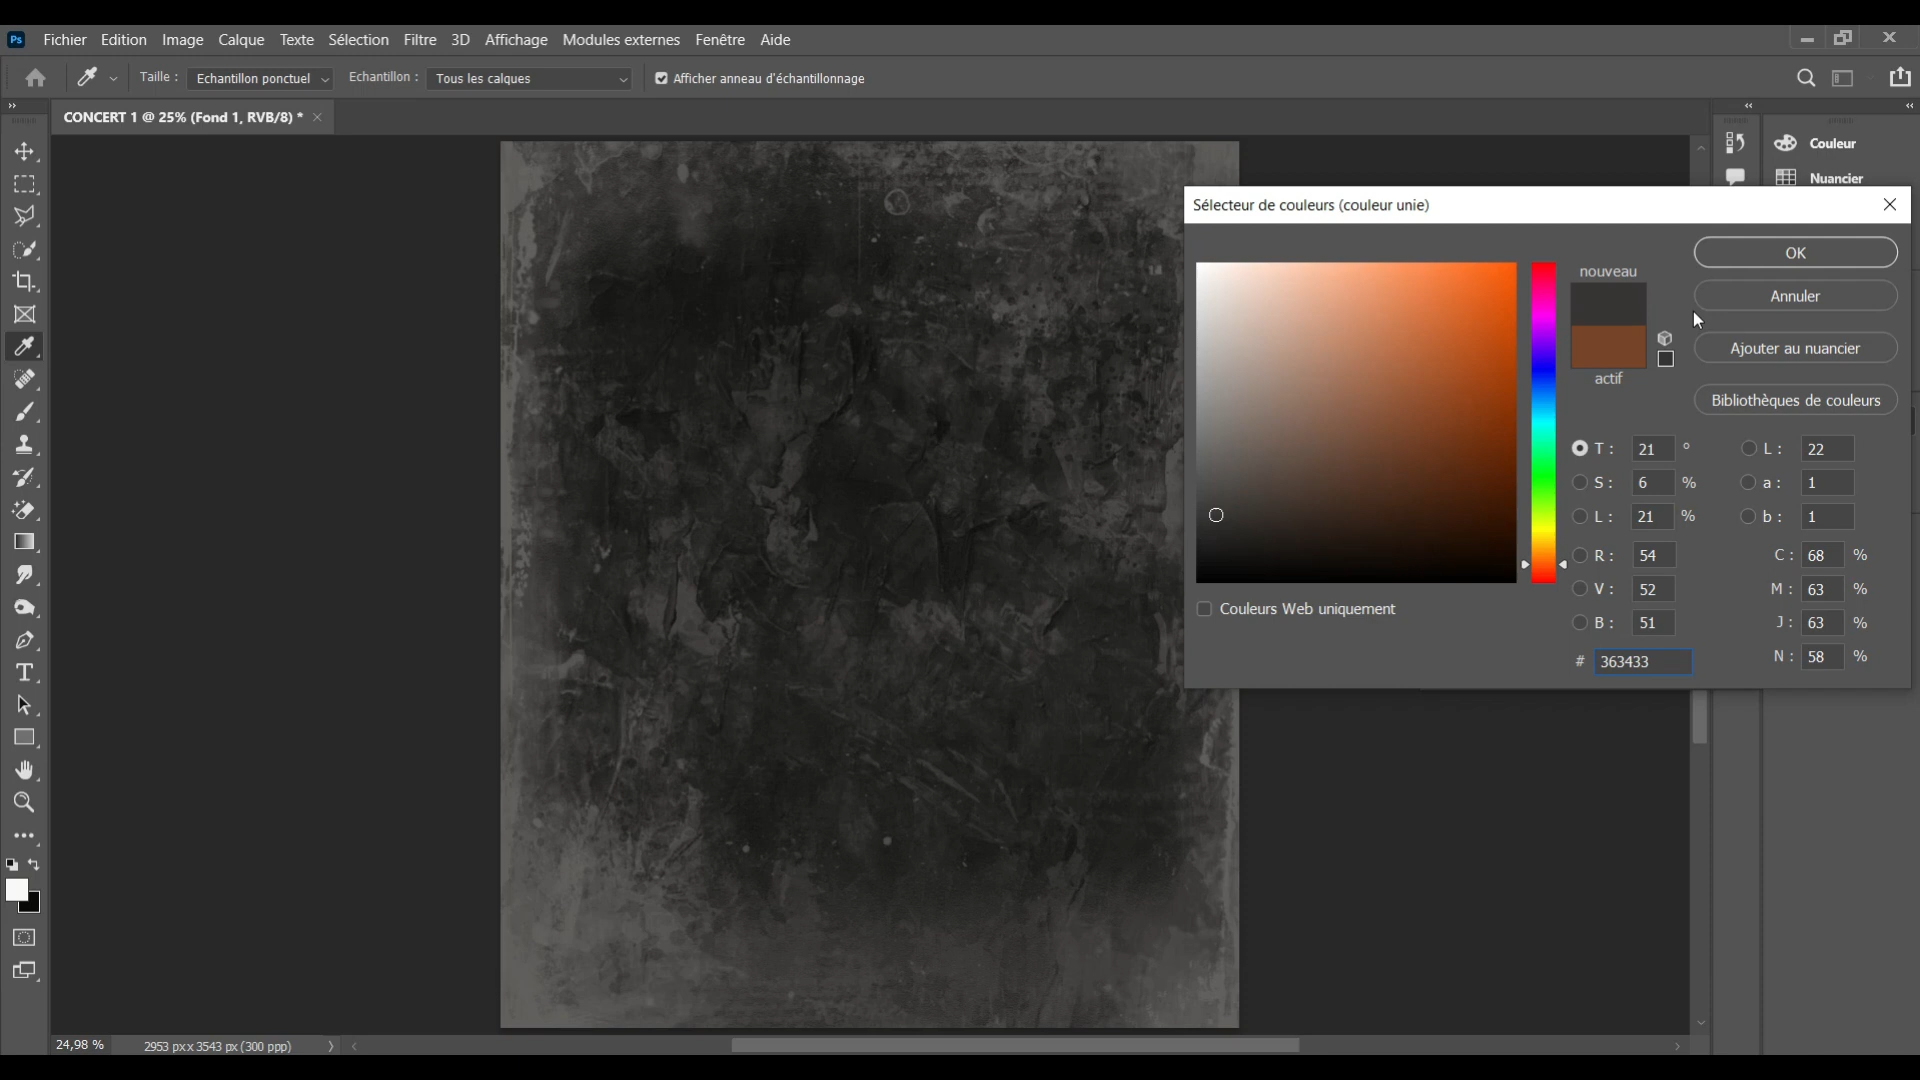 Ps Fichier Edition Image Calque Texte Sélection Filtre 3D Affichage Modules externes Fenêtre Aide
Taille : Echantillon ponctuel Echantillon : Tous les calques Afficher anneau d'échantillonnage
CONCERT 1 @ 25% (Fond 1, RVB/8) *
Couleur
Nuancier
Sélecteur de couleurs (couleur unie)
OK
nouveau
Annuler
Ajouter au nuancier
actif
Bibliothèques de couleurs
T : 21 ° L : 22
S : 6 % a : 1
L : 21 % b : 1
R : 54 C : 68 %
V : 52 M : 63 %
Couleurs Web uniquement
B : 51 J : 63 %
# 363433 N : 58 %
24,98 % 2953 px x 3543 px (300 ppp)